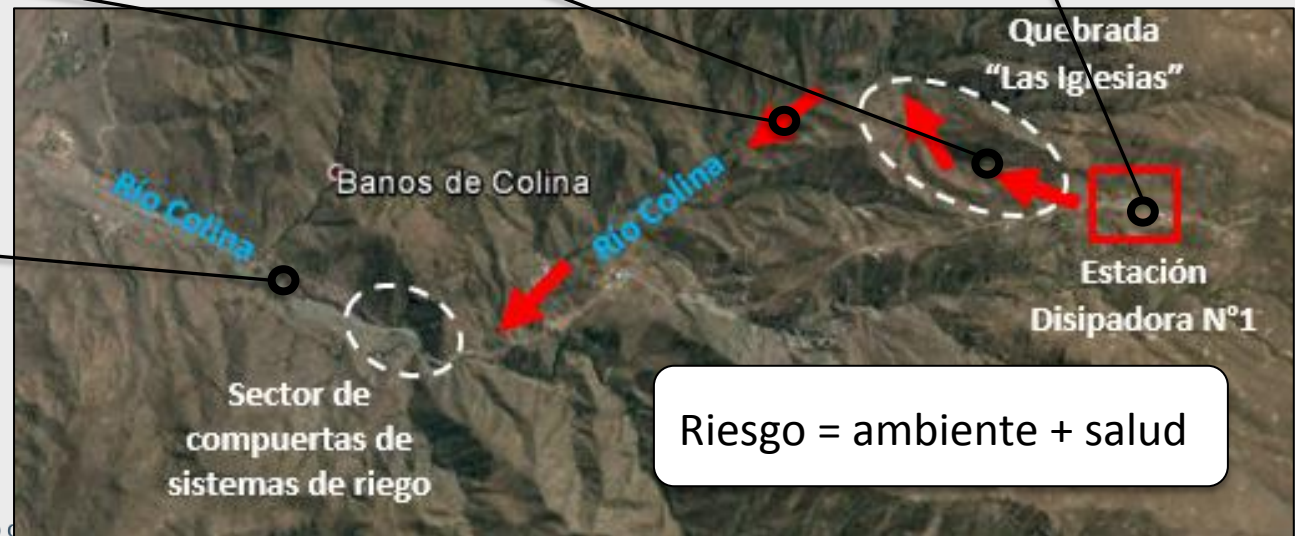 Quebrada
“Las Iglesias”
Banos de Colina
Río Colina
Río Colina
Estación
Disipadora N°1
Sector de
compuertas de
sistemas de riego
Riesgo = ambiente + salud